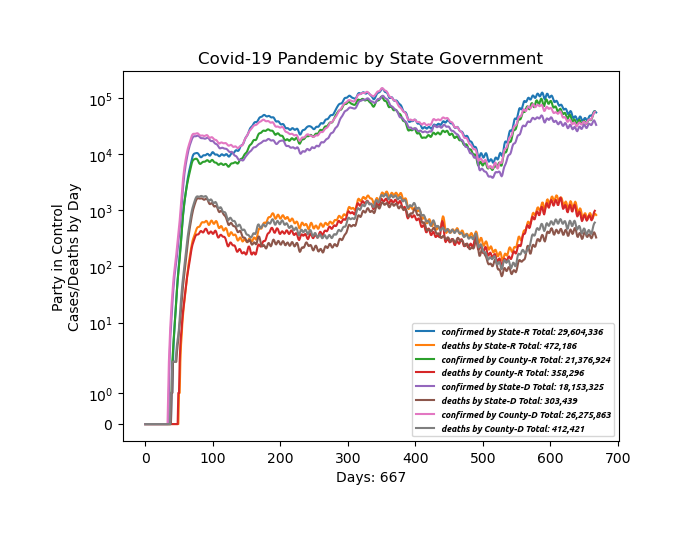 Covid-19 Pandemic by State Government
Party in Control
Cases/Deaths by Day
10^5
10^4
10^3
10^2
10^1
10^0
0
confirmed by State-R Total: 29,604,336
deaths by State-R Total: 472,186
confirmed by County-R Total: 21,376,924
deaths by County-R Total: 358,296
confirmed by State-D Total: 18,153,325
deaths by State-D Total: 303,439
confirmed by County-D Total: 26,275,863
deaths by County-D Total: 412,421
0 100 200 300 400 500 600 700
Days: 667